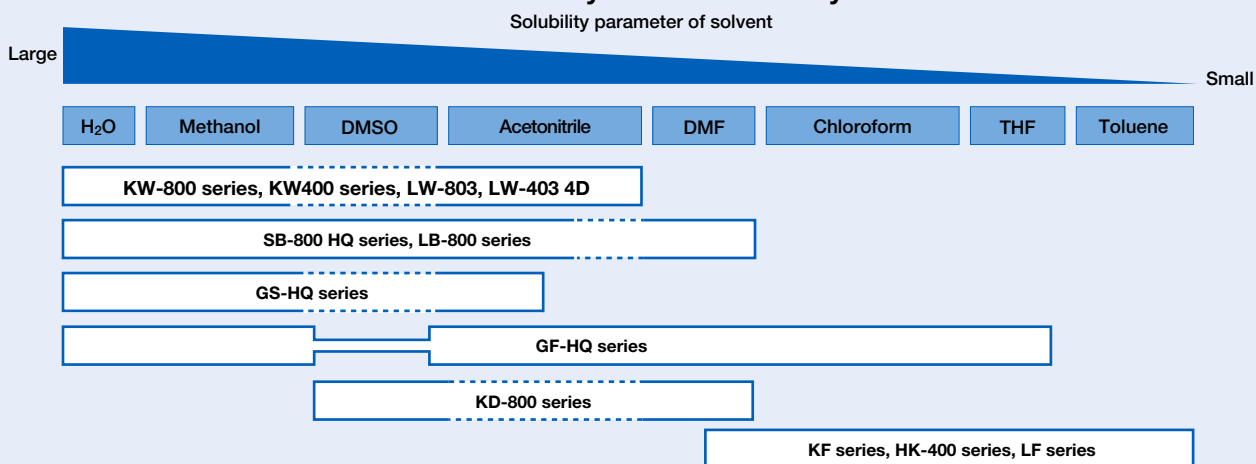 Solubility parameter of solvent
Large
Small
H₂O Methanol DMSO Acetonitrile DMF Chloroform THF Toluene
KW-800 series, KW400 series, LW-803, LW-403 4D
SB-800 HQ series, LB-800 series
GS-HQ series
GF-HQ series
KD-800 series
KF series, HK-400 series, LF series